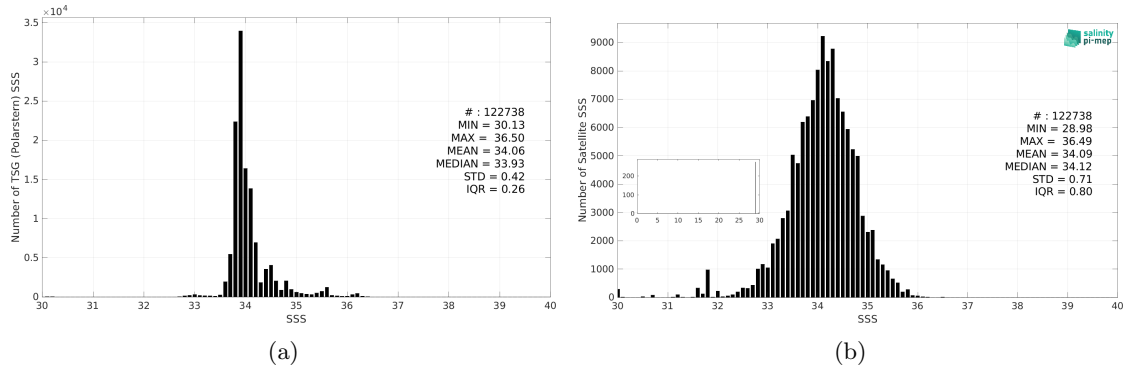 ×10⁴
3.5
3
2.5
2
1.5
1
0.5
0
Number of TSG (Polarstern) SSS
# : 122738
MIN = 30.13
MAX = 36.50
MEAN = 34.06
MEDIAN = 33.93
STD = 0.42
IQR = 0.26
30 31 32 33 34 35 36 37 38 39 40
SSS
(a)
salinity
pi-mep
9000
8000
7000
6000
5000
4000
3000
2000
1000
0
Number of Satellite SSS
# : 122738
MIN = 28.98
MAX = 36.49
MEAN = 34.09
MEDIAN = 34.12
STD = 0.71
IQR = 0.80
200
100
0
0 5 10 15 20 25 30
30 31 32 33 34 35 36 37 38 39 40
SSS
(b)